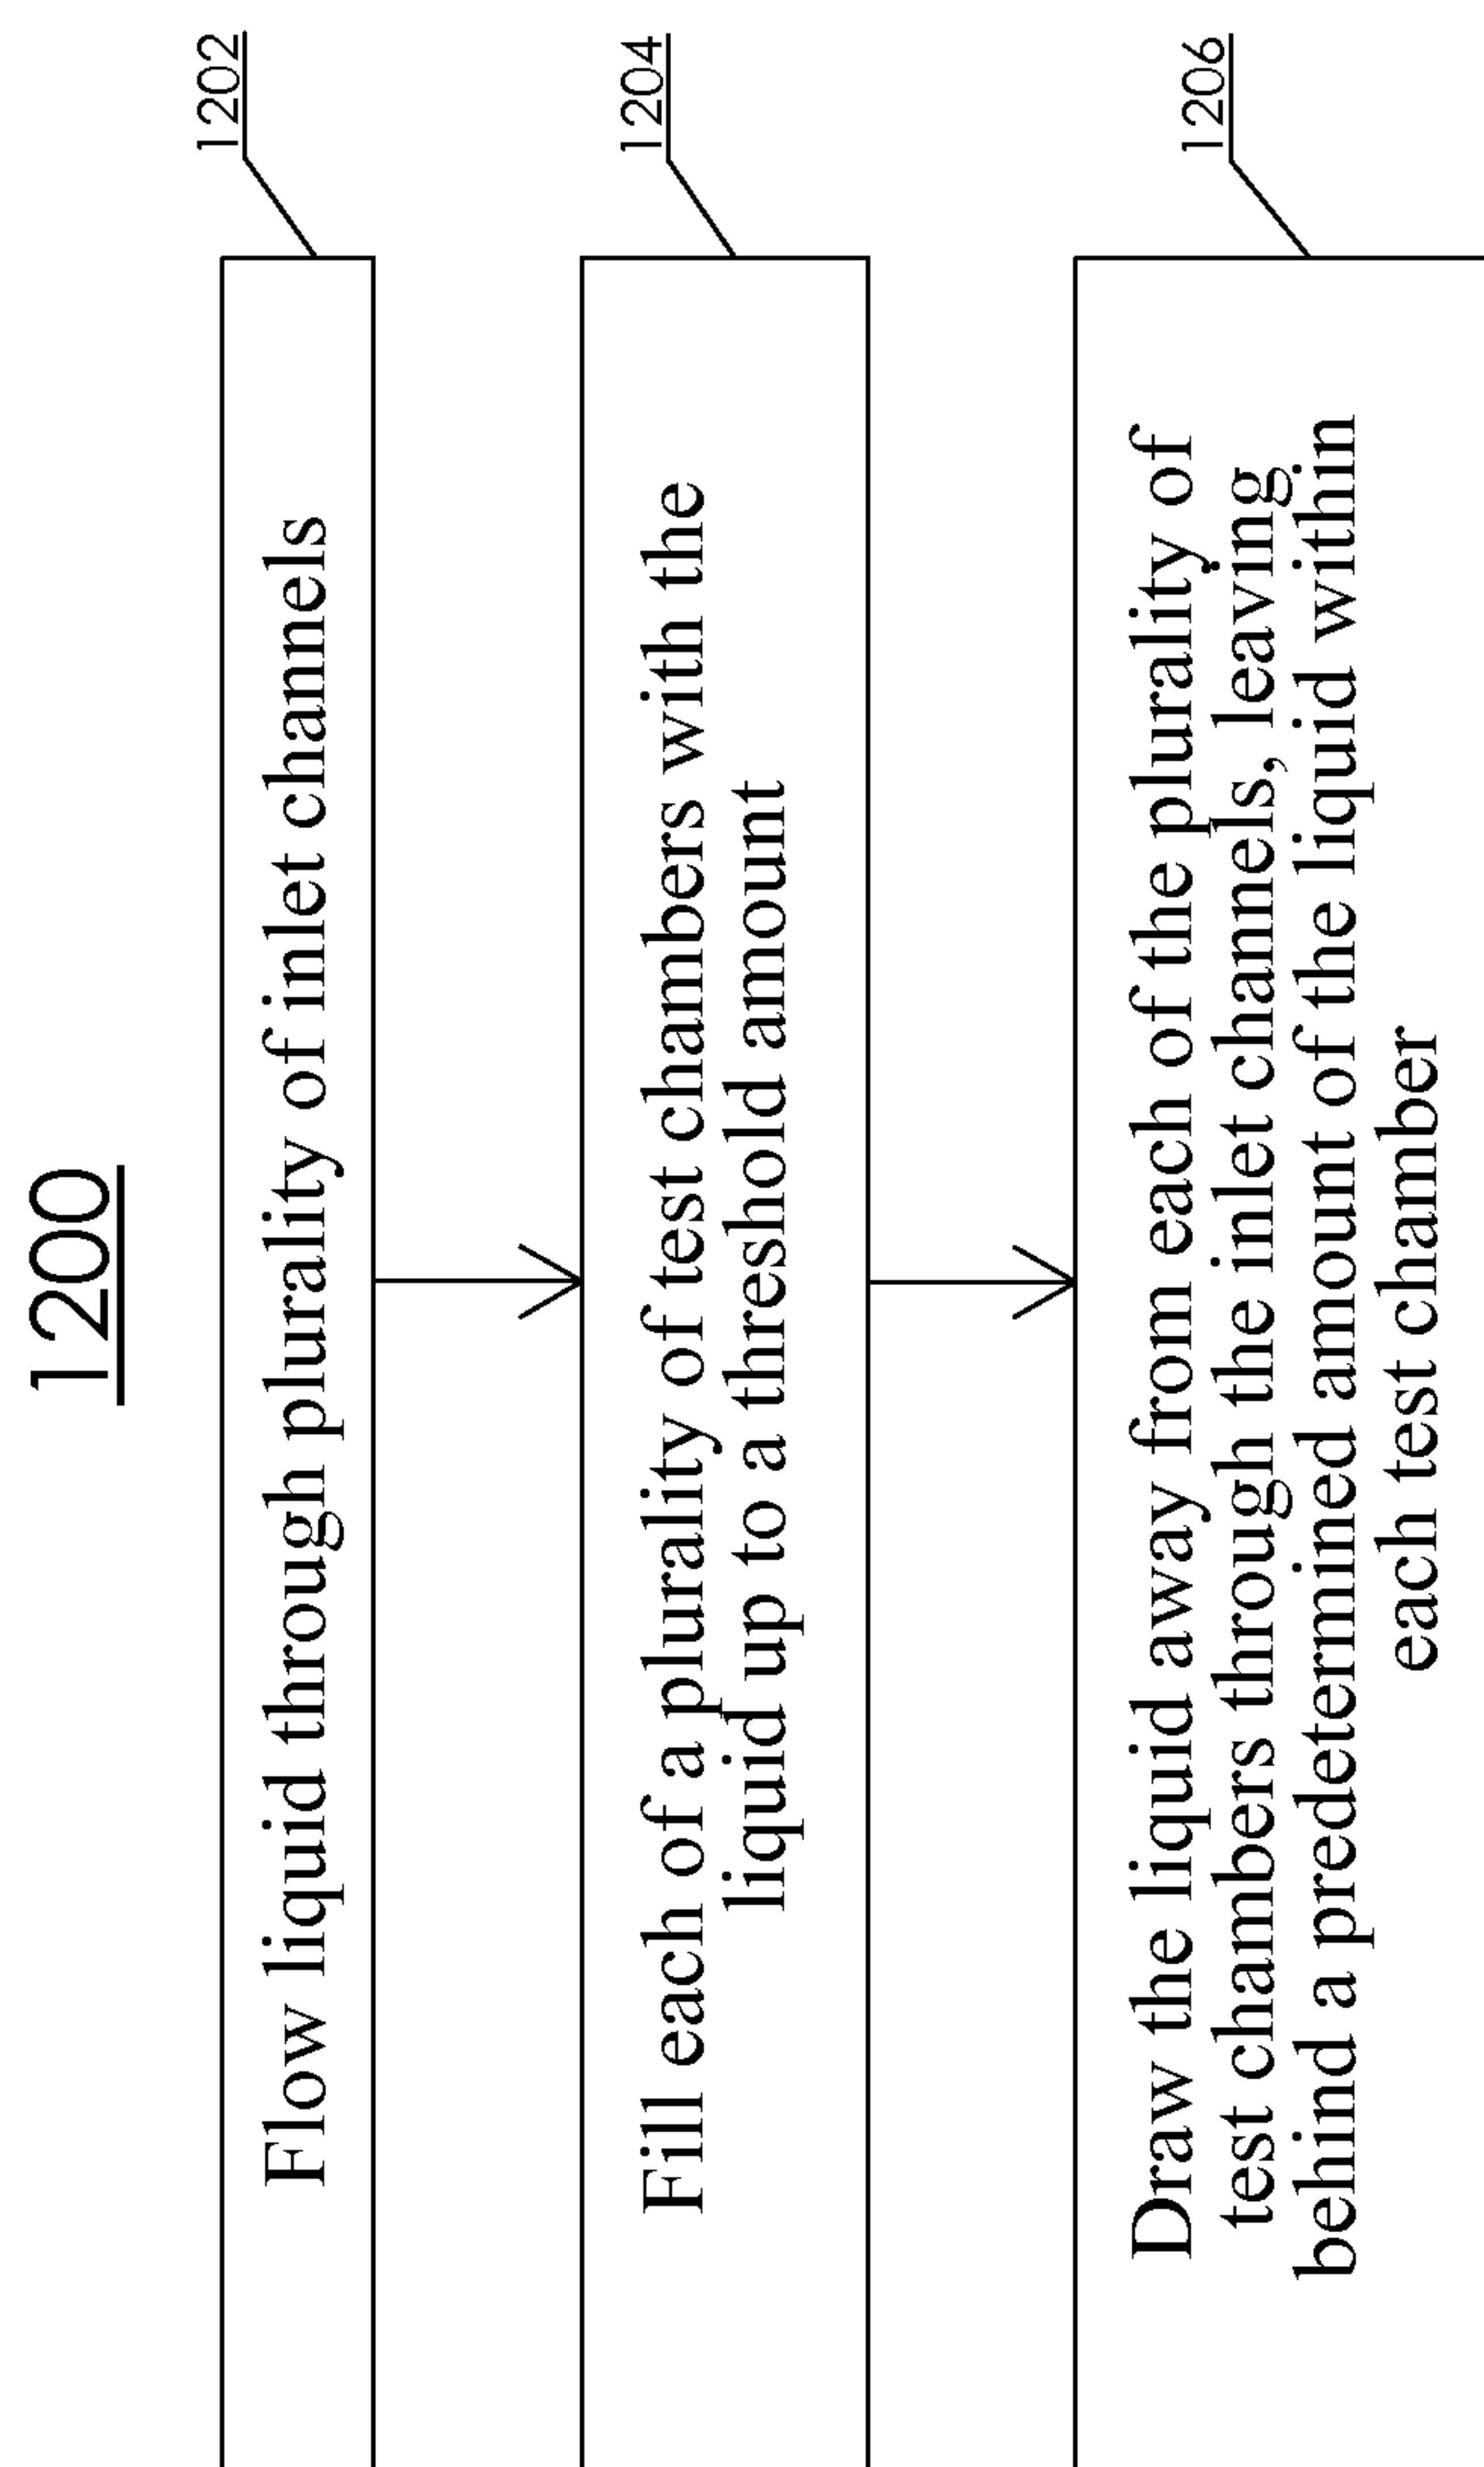 1200
Flow liquid through plurality of inlet channels
1202
Fill each of a plurality of test chambers with the
liquid up to a threshold amount
1204
Draw the liquid away from each of the plurality of
test chambers through the inlet channels, leaving
behind a predetermined amount of the liquid within
each test chamber
1206